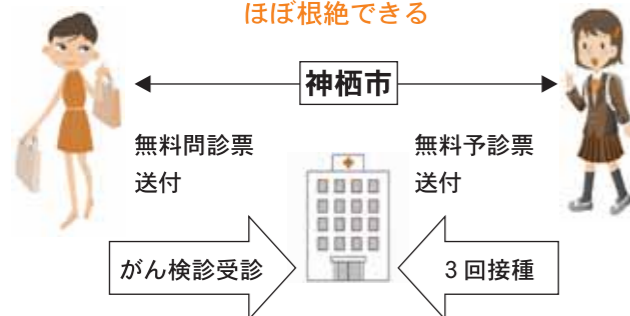 ほぼ根絶できる
神栖市
無料問診票
送付
無料予診票
送付
がん検診受診
3回接種